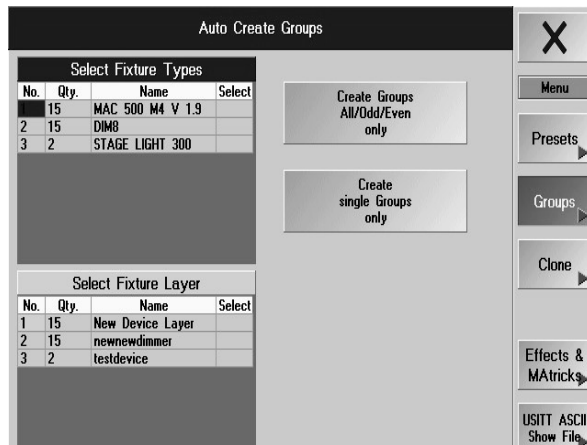 Auto Create Groups
Select Fixture Types
No. Qty. Name Select
1 15 MAC 500 M4 V 1.9
2 15 DIM8
3 2 STAGE LIGHT 300
Create Groups
All/Odd/Even
only
Create
single Groups
only
Select Fixture Layer
No. Qty. Name Select
1 15 New Device Layer
2 15 newnewdimmer
3 2 testdevice
X
Menu
Presets
Groups
Clone
Effects &
MAtricks
USITT ASCII
Show File